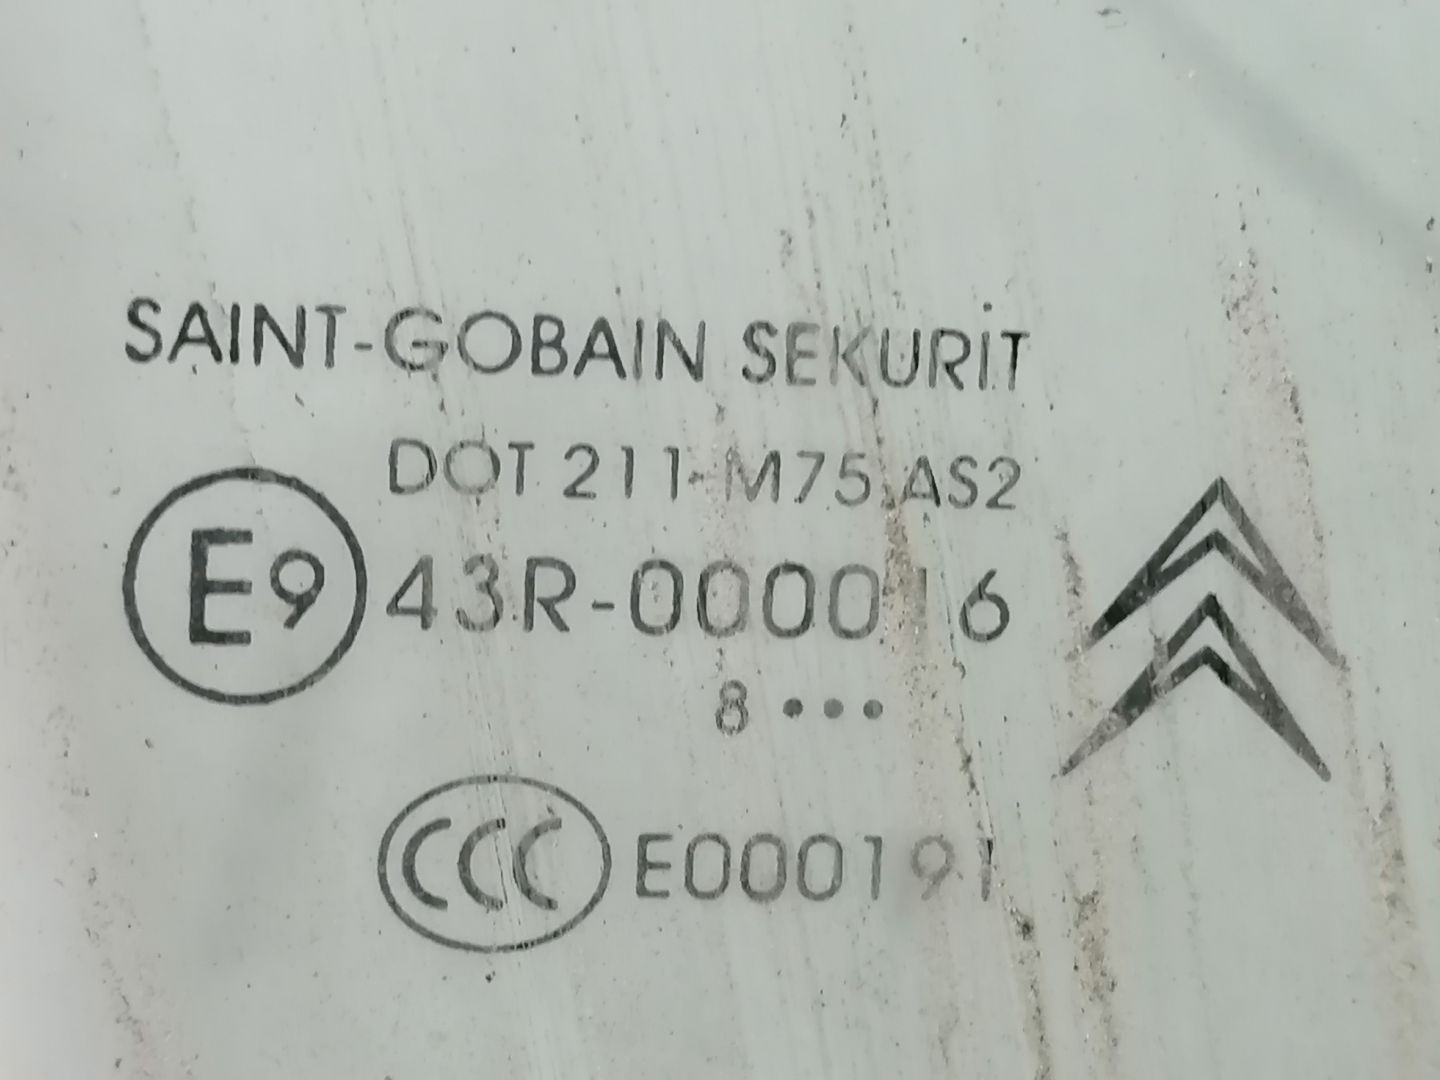 SAINT-GOBAIN SEKURIT
DOT 211-M75 AS2
E9 43R-000016
8 •••
CCC E000191